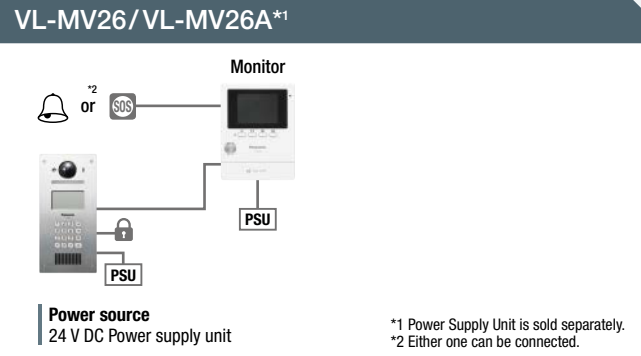 VL-MV26/VL-MV26A*1
Monitor
*2
or
SOS
Panasonic
PSU
PSU
Power source
24 V DC Power supply unit
*1 Power Supply Unit is sold separately.
*2 Either one can be connected.